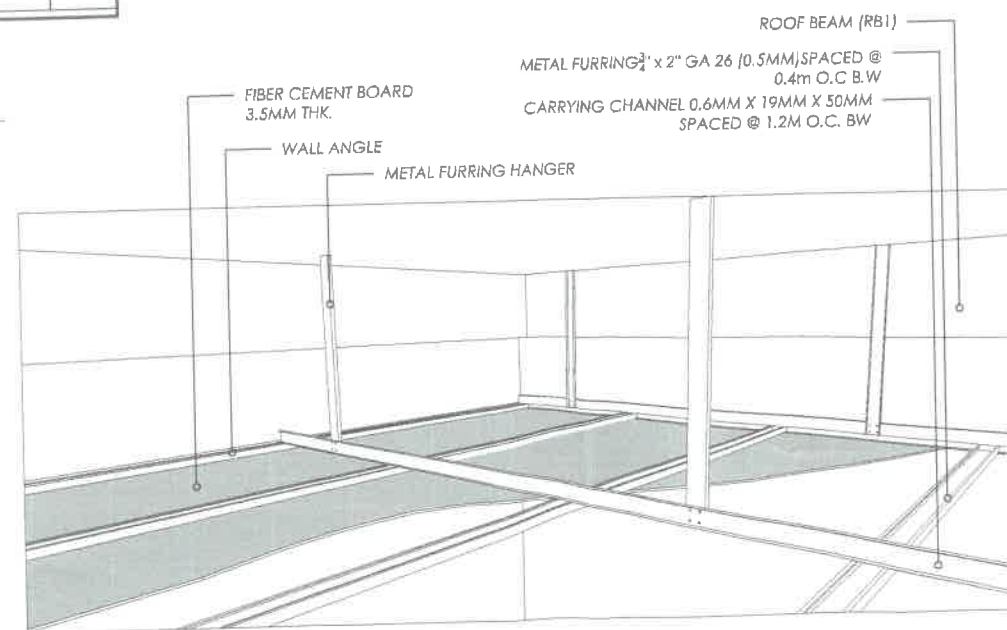 ROOF BEAM (RB1)
METAL FURRING¾" x 2" GA 26 (0.5MM)SPACED @
0.4m O.C B.W
CARRYING CHANNEL 0.6MM X 19MM X 50MM
SPACED @ 1.2M O.C. BW
FIBER CEMENT BOARD
3.5MM THK.
WALL ANGLE
METAL FURRING HANGER